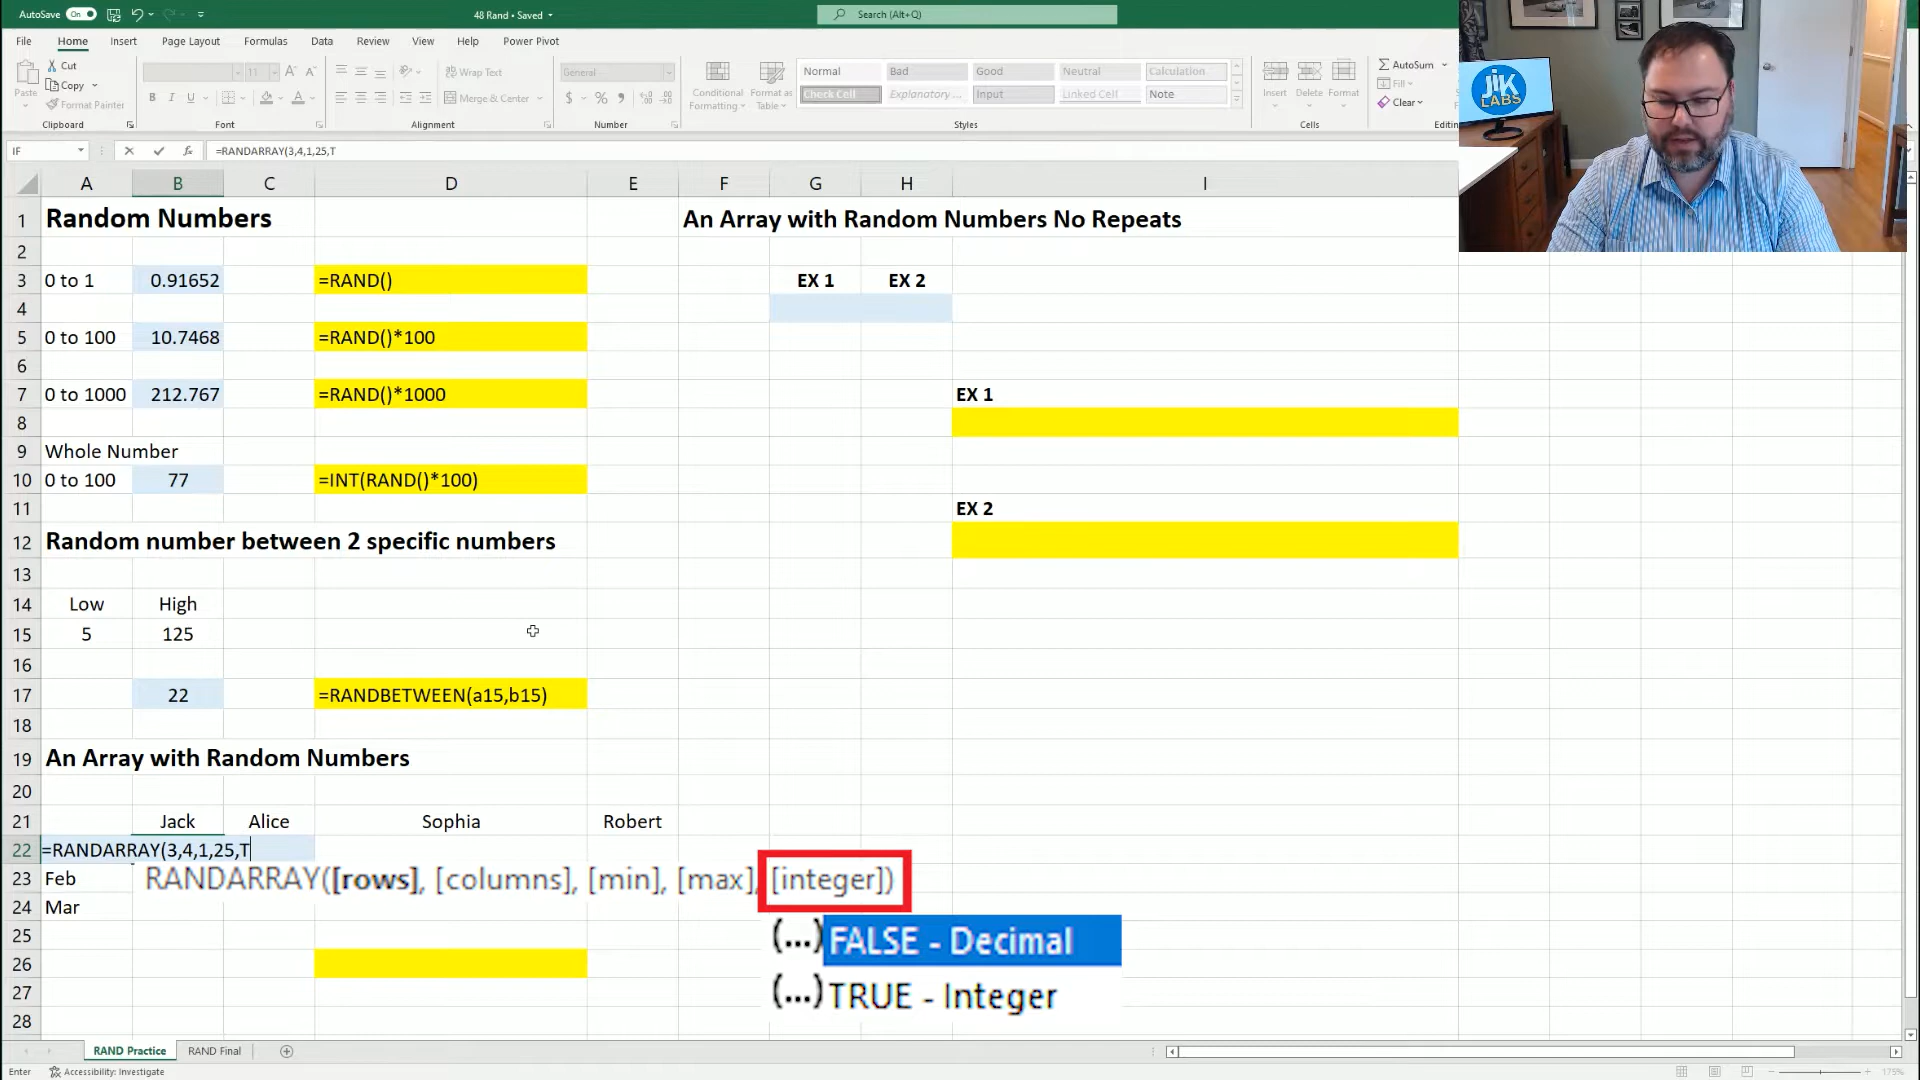 AutoSave On
48 Rand • Saved
Search (Alt+Q)
File Home Insert Page Layout Formulas Data Review View Help Power Pivot
Paste
Cut
Copy
Format Painter
Clipboard
11
B I U
Font
Wrap Text
Merge & Center
Alignment
General
$ % ,
Number
Conditional Formatting
Format as Table
Normal Bad Good Neutral Calculation
Check Cell Explanatory ... Input Linked Cell Note
Styles
Insert Delete Format
Cells
AutoSum
Fill
Clear
Editin
JIK
LABS
IF
fx
=RANDARRAY(3,4,1,25,T
A B C D E F G H I
1 Random Numbers An Array with Random Numbers No Repeats
2
3 0 to 1 0.91652 =RAND() EX 1 EX 2
4
5 0 to 100 10.7468 =RAND()*100
6
7 0 to 1000 212.767 =RAND()*1000 EX 1
8
9 Whole Number
10 0 to 100 77 =INT(RAND()*100)
11 EX 2
12 Random number between 2 specific numbers
13
14 Low High
15 5 125
16
17 22 =RANDBETWEEN(a15,b15)
18
19 An Array with Random Numbers
20
21 Jack Alice Sophia Robert
22 =RANDARRAY(3,4,1,25,T
23 Feb
RANDARRAY([rows], [columns], [min], [max], [integer])
24 Mar
25
(...) FALSE - Decimal
26
27
(...) TRUE - Integer
28
RAND Practice RAND Final
Enter Accessibility: Investigate 175%